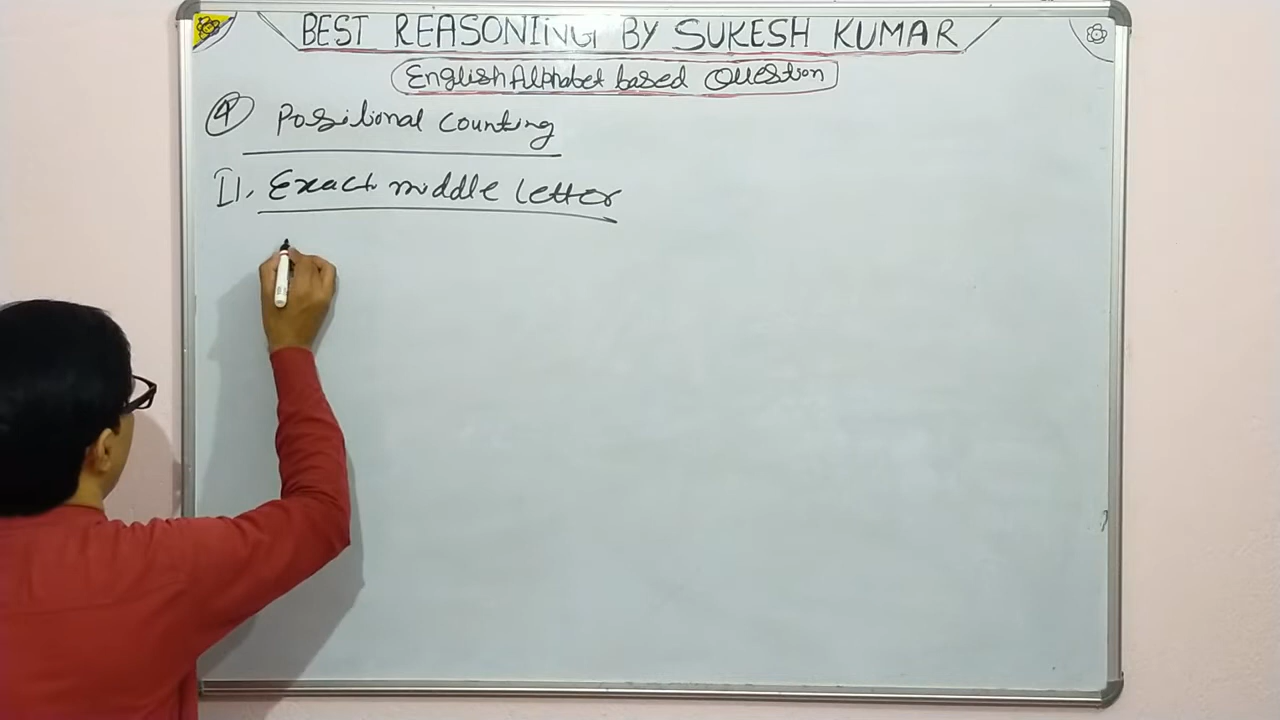 BEST REASONING BY SUKESH KUMAR
English Alphabet based Question
④ Positional Counting
II. Exact middle letter